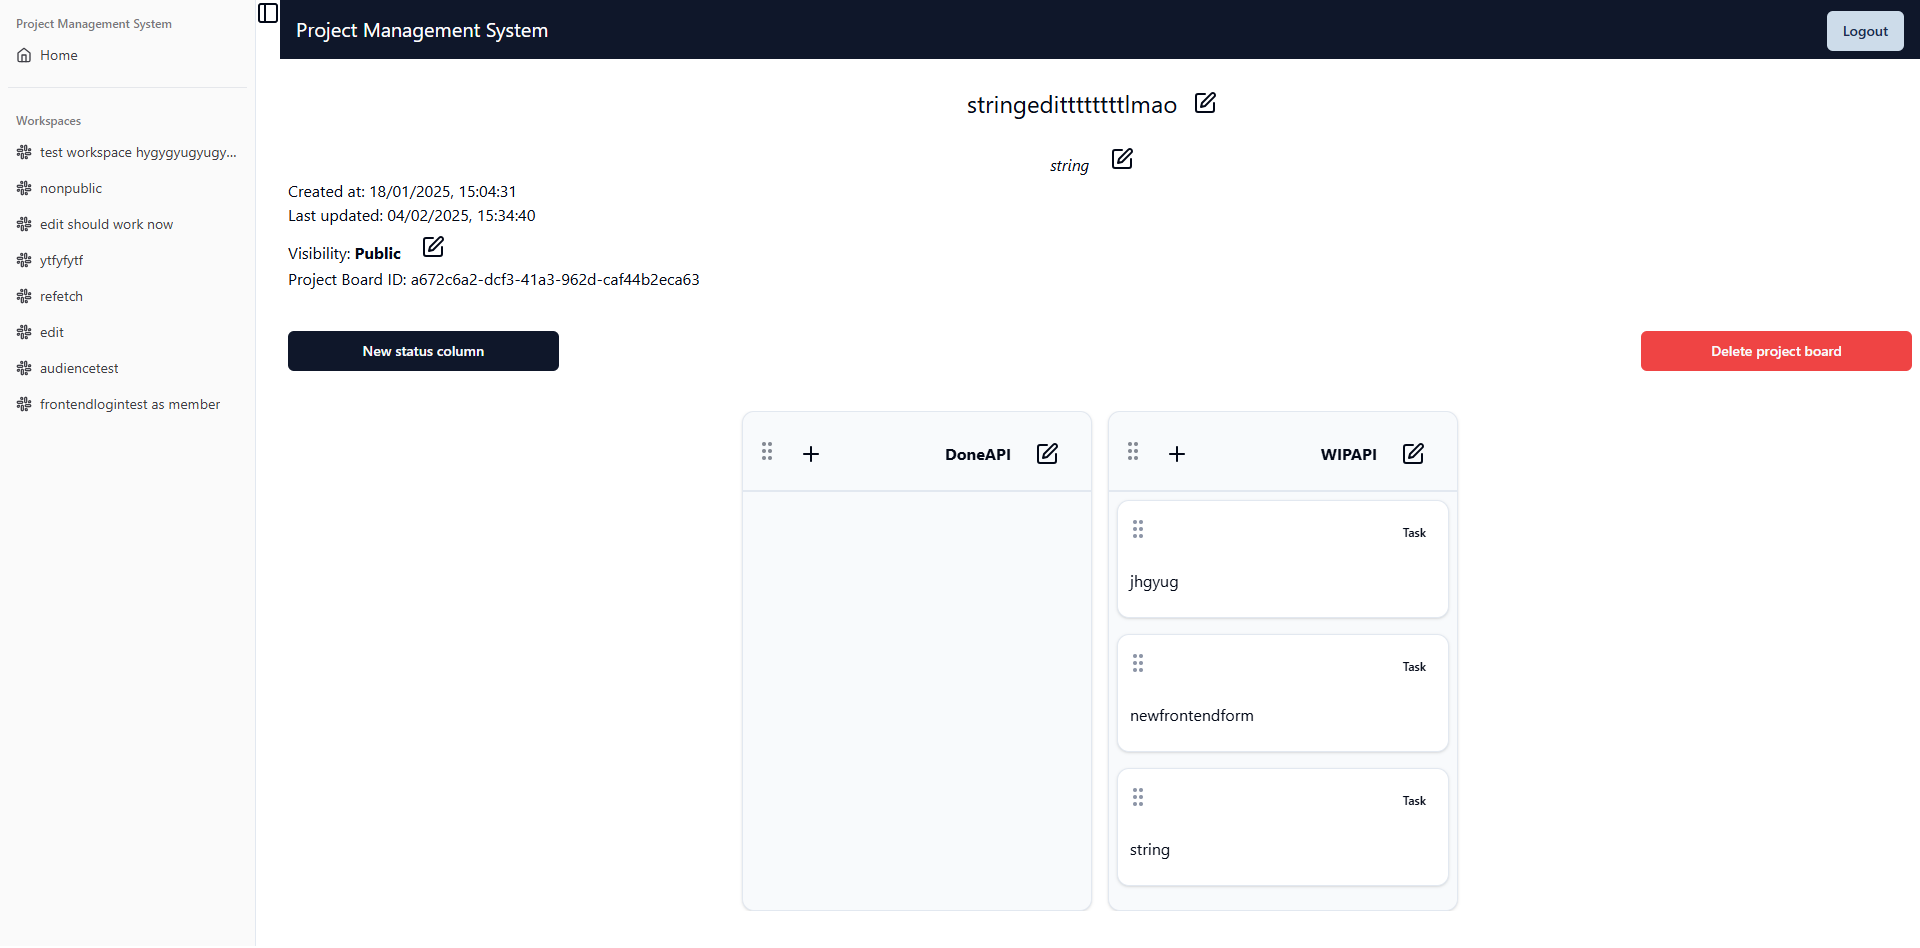 Project Management System
Home
Workspaces
test workspace hygygyugyugy...
nonpublic
edit should work now
ytfyfytf
refetch
edit
audiencetest
frontendlogintest as member
Project Management System
Logout
stringedittttttttlmao
string
Created at: 18/01/2025, 15:04:31
Last updated: 04/02/2025, 15:34:40
Visibility: Public
Project Board ID: a672c6a2-dcf3-41a3-962d-caf44b2eca63
New status column
Delete project board
DoneAPI
WIPAPI
Task
jhgyug
Task
newfrontendform
Task
string